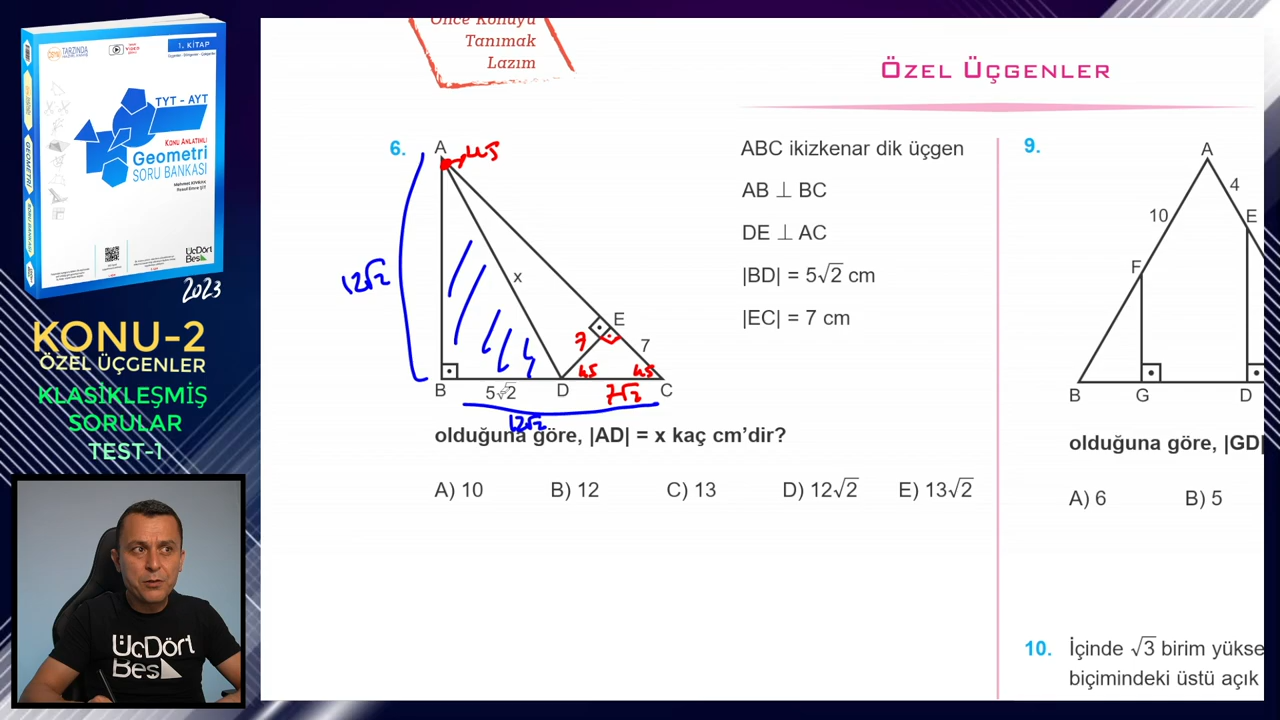 TARZINDA
1. KİTAP
TYT - AYT
KONU ANLATIMLI
Geometri
SORU BANKASI
ÜçDört
Beş
2023
KONU-2
ÖZEL ÜÇGENLER
KLASİKLEŞMİŞ
SORULAR
TEST-1
ÜçDört
Beş
Önce Konuyu
Tanımak
Lazım
ÖZEL ÜÇGENLER
6.
A
45
12√2
x
E
7
7
45
45
B
5√2
D
7√2
C
12√2
ABC ikizkenar dik üçgen
AB ⊥ BC
DE ⊥ AC
|BD| = 5√2 cm
|EC| = 7 cm
olduğuna göre, |AD| = x kaç cm'dir?
A) 10 B) 12 C) 13 D) 12√2 E) 13√2
9.
A
4
10
E
F
B
G
D
olduğuna göre, |GD|
A) 6 B) 5
10. İçinde √3 birim yükse
biçimindeki üstü açık